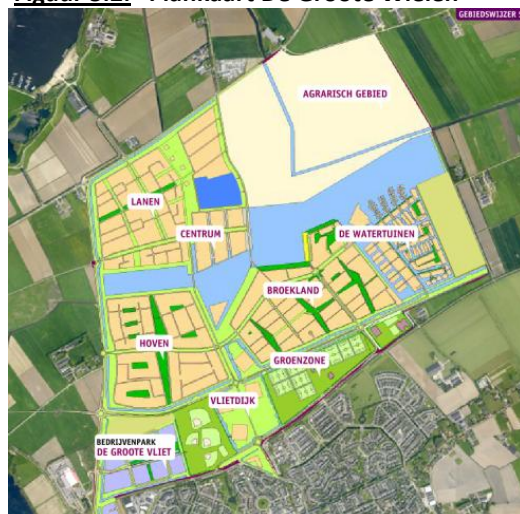 GEBIEDSWIJZER
AGRARISCH GEBIED
LANEN
CENTRUM
DE WATERTUINEN
BROEKLAND
HOVEN
GROENZONE
VLIETDIJK
BEDRIJVENPARK
DE GROOTE VLIET